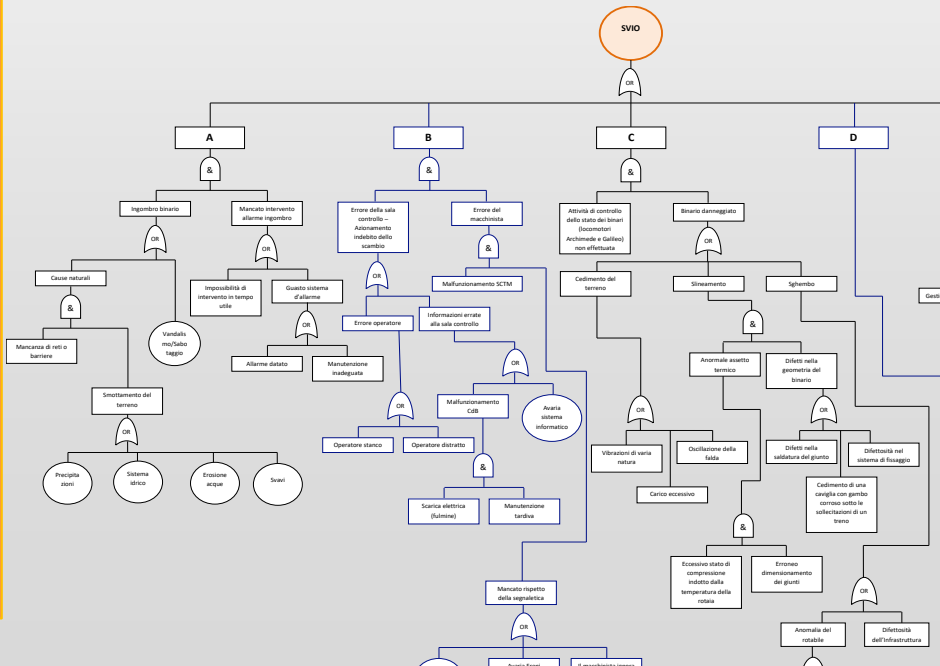 SVIO
OR
A
B
C
D
&
&
&
Ingombro binario
Mancato intervento
allarme ingombro
Errore della sala
controllo –
Azionamento
indebito dello
scambio
Errore del
macchinista
Attività di controllo
dello stato dei binari
(locomotori
Archimede e Galileo)
non effettuata
Binario danneggiato
OR
OR
&
OR
Cause naturali
Impossibilità di
intervento in tempo
utile
Guasto sistema
d'allarme
OR
Malfunzionamento SCTM
Cedimento del
terreno
Slineamento
Sghembo
&
OR
Errore operatore
Informazioni errate
alla sala controllo
&
Mancanza di reti o
barriere
Vandalis
mo/Sabo
taggio
Allarme datato
Manutenzione
inadeguata
OR
Anormale assetto
termico
Difetti nella
geometria del
binario
Smottamento del
terreno
OR
OR
Malfunzionamento
CdB
Avaria
sistema
informatico
OR
OR
Operatore stanco
Operatore distratto
Vibrazioni di varia
natura
Oscillazione della
falda
Difetti nella
saldatura del giunto
Difettosità nel
sistema di fissaggio
Precipita
zioni
Sistema
idrico
Erosione
acque
Svavi
&
Carico eccessivo
Cedimento di una
caviglia con gambo
corroso sotto le
sollecitazioni di un
treno
Scarica elettrica
(fulmine)
Manutenzione
tardiva
&
Eccessivo stato di
compressione
indotto dalla
temperatura della
rotaia
Erroneo
dimensionamento
dei giunti
Mancato rispetto
della segnaletica
OR
OR
Anomalia del
rotabile
Difettosità
dell'Infrastruttura